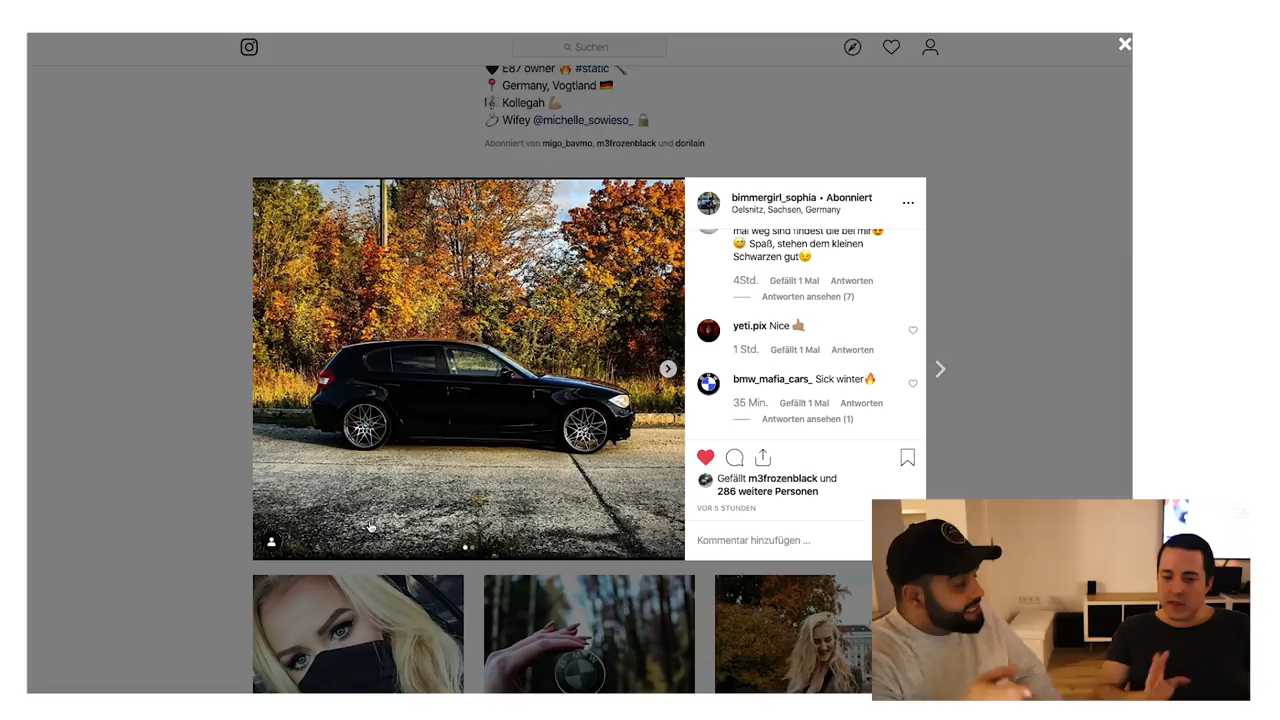 Suchen
E87 owner 🔥 #static
Germany, Vogtland
Kollegah
Wifey @michelle_sowieso_
Abonniert von migo_bavmo, m3frozenblack und dorilain
bimmergirl_sophia • Abonniert
Oelsnitz, Sachsen, Germany
mal weg sind findest die bei mir😍
😅 Spaß, stehen dem kleinen
Schwarzen gut😉
4Std. Gefällt 1 Mal Antworten
Antworten ansehen (7)
yeti.pix Nice 🤙🏽
1 Std. Gefällt 1 Mal Antworten
bmw_mafia_cars_ Sick winter🔥
35 Min. Gefällt 1 Mal Antworten
Antworten ansehen (1)
Gefällt m3frozenblack und
286 weitere Personen
VOR 5 STUNDEN
Kommentar hinzufügen ...